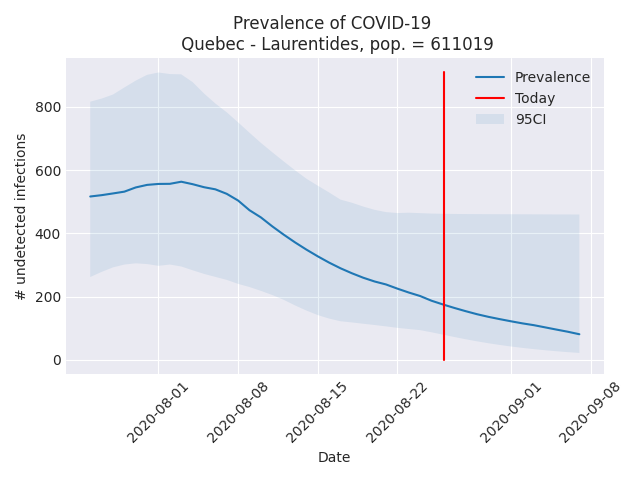 Prevalence of COVID-19
Quebec - Laurentides, pop. = 611019
Prevalence
Today
95CI
800
600
400
200
0
# undetected infections
2020-08-01
2020-08-08
2020-08-15
2020-08-22
2020-09-01
2020-09-08
Date